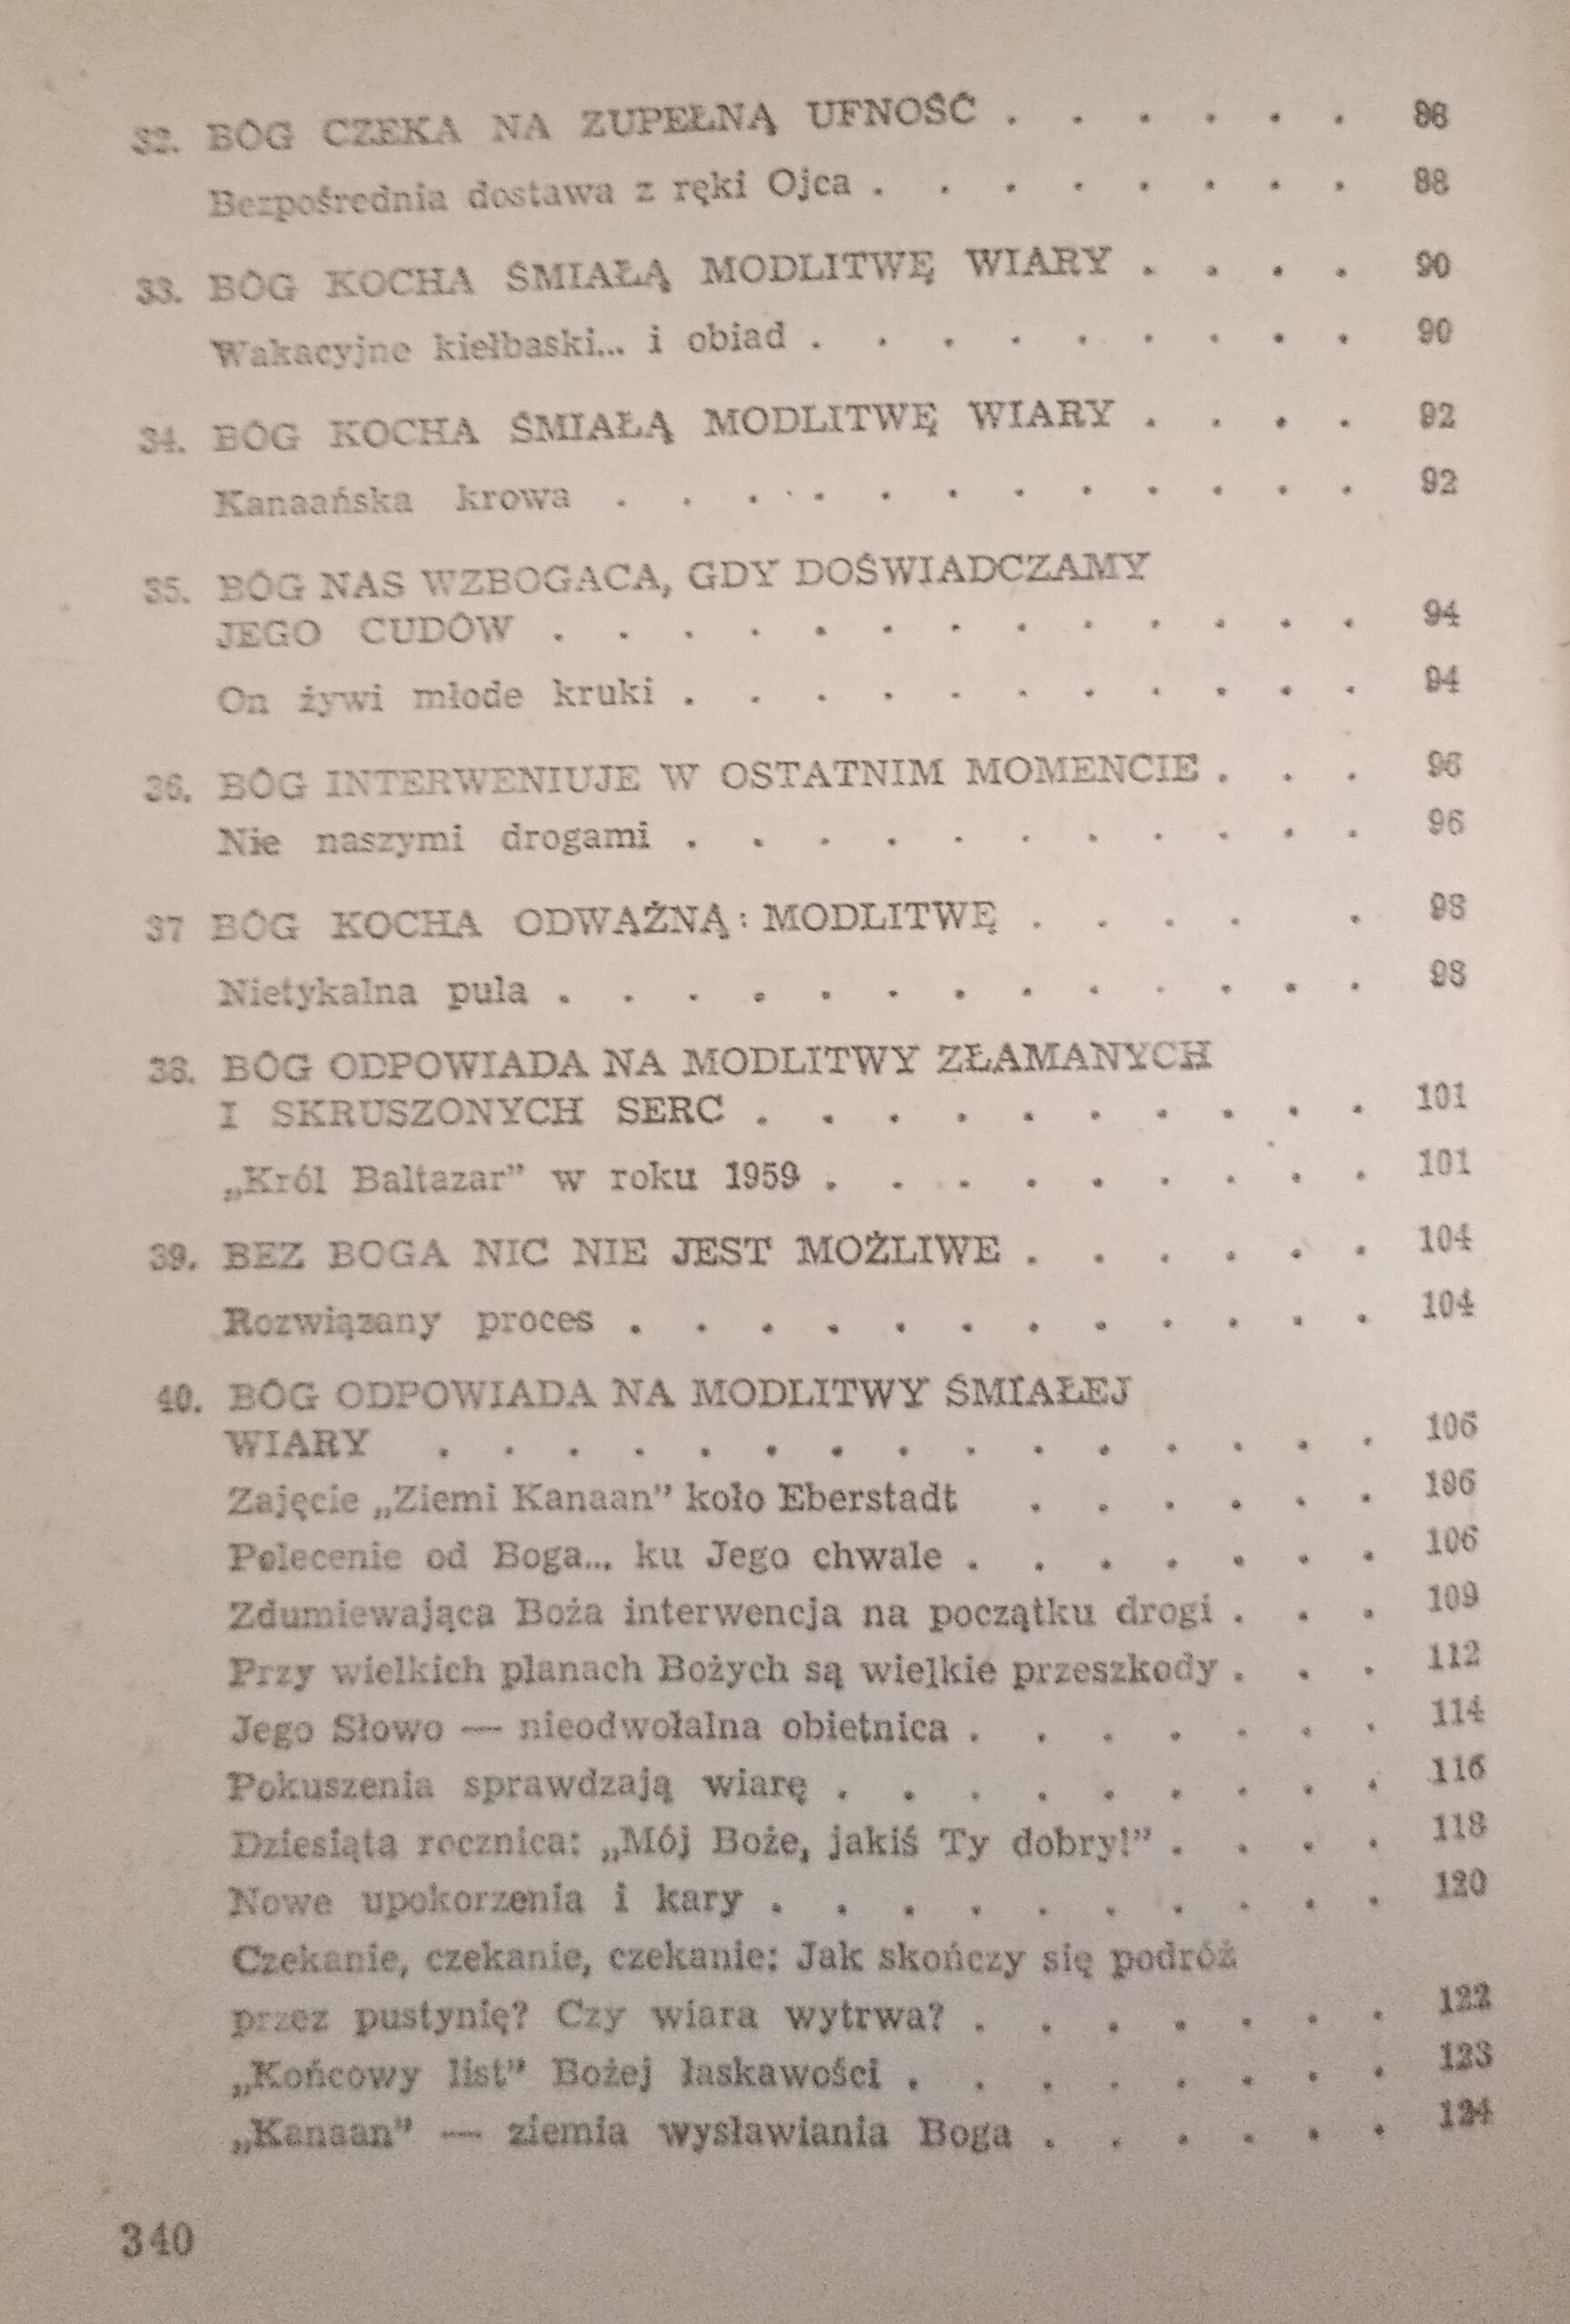 32. BÓG CZEKA NA ZUPEŁNĄ UFNOŚĆ . . . . . . 88
Bezpośrednia dostawa z ręki Ojca . . . . . . . . 88
33. BÓG KOCHA ŚMIAŁĄ MODLITWĘ WIARY . . . . 90
Wakacyjne kiełbaski... i obiad . . . . . . . . . 90
34. BÓG KOCHA ŚMIAŁĄ MODLITWĘ WIARY . . . . 92
Kanaańska krowa . . . . . . . . . . . . 92
35. BÓG NAS WZBOGACA, GDY DOŚWIADCZAMY
JEGO CUDÓW . . . . . . . . . . . . . 94
On żywi młode kruki . . . . . . . . . . . 94
36. BÓG INTERWENIUJE W OSTATNIM MOMENCIE . . . 96
Nie naszymi drogami . . . . . . . . . . . 96
37 BÓG KOCHA ODWAŻNĄ : MODLITWĘ . . . . . 98
Nietykalna pula . . . . . . . . . . . . . 98
38. BÓG ODPOWIADA NA MODLITWY ZŁAMANYCH
I SKRUSZONYCH SERC . . . . . . . . . . 101
„Król Baltazar” w roku 1959 . . . . . . . . . 101
39. BEZ BOGA NIC NIE JEST MOŻLIWE . . . . . . 104
Rozwiązany proces . . . . . . . . . . . . 104
40. BÓG ODPOWIADA NA MODLITWY ŚMIAŁEJ
WIARY . . . . . . . . . . . . . . . 106
Zajęcie „Ziemi Kanaan” koło Eberstadt . . . . . . 106
Polecenie od Boga... ku Jego chwale . . . . . . . 106
Zdumiewająca Boża interwencja na początku drogi . . . 109
Przy wielkich planach Bożych są wielkie przeszkody . . . 112
Jego Słowo — nieodwołalna obietnica . . . . . . . 114
Pokuszenia sprawdzają wiarę . . . . . . . . . 116
Dziesiąta rocznica: „Mój Boże, jakiś Ty dobry!” . . . . 118
Nowe upokorzenia i kary . . . . . . . . . . 120
Czekanie, czekanie, czekanie: Jak skończy się podróż
przez pustynię? Czy wiara wytrwa? . . . . . . . 122
„Końcowy list” Bożej łaskawości . . . . . . . . 123
„Kanaan” — ziemia wysławiania Boga . . . . . . 124
340